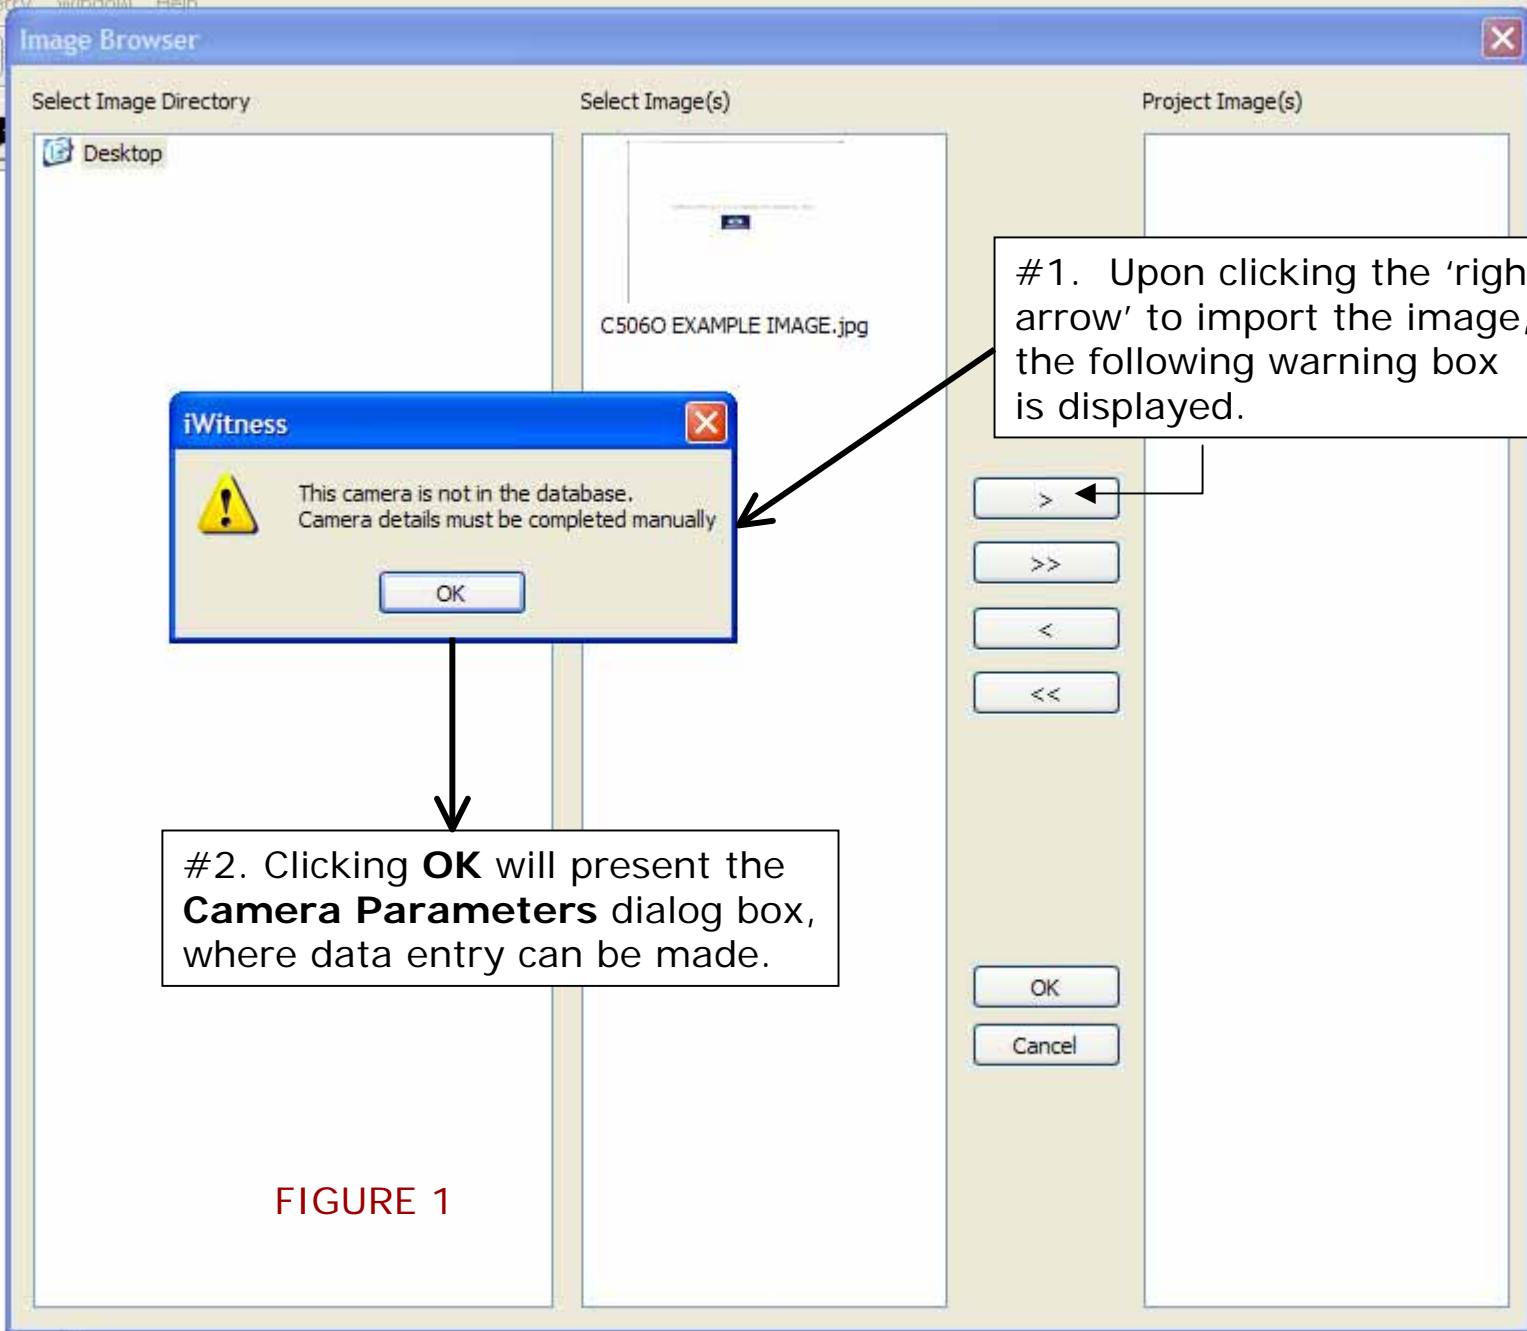 Window Help
Image Browser
Select Image Directory
Select Image(s)
Project Image(s)
Desktop
C506O EXAMPLE IMAGE.jpg
#1. Upon clicking the ‘righ
arrow’ to import the image,
the following warning box
is displayed.
iWitness
This camera is not in the database.
Camera details must be completed manually
OK
>
>>
<
<<
#2. Clicking OK will present the
Camera Parameters dialog box,
where data entry can be made.
OK
Cancel
FIGURE 1